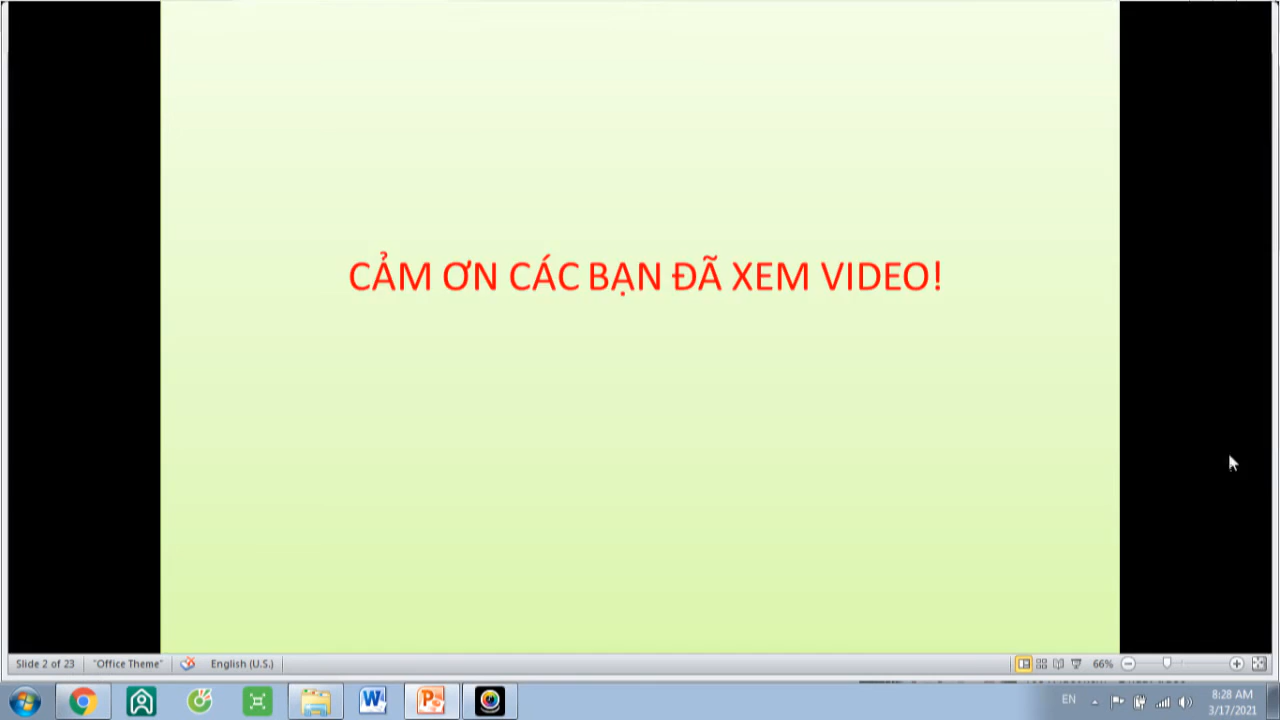 CẢM ƠN CÁC BẠN ĐÃ XEM VIDEO!
Slide 2 of 23 "Office Theme" English (U.S.) 66%
EN 8:28 AM
3/17/2021